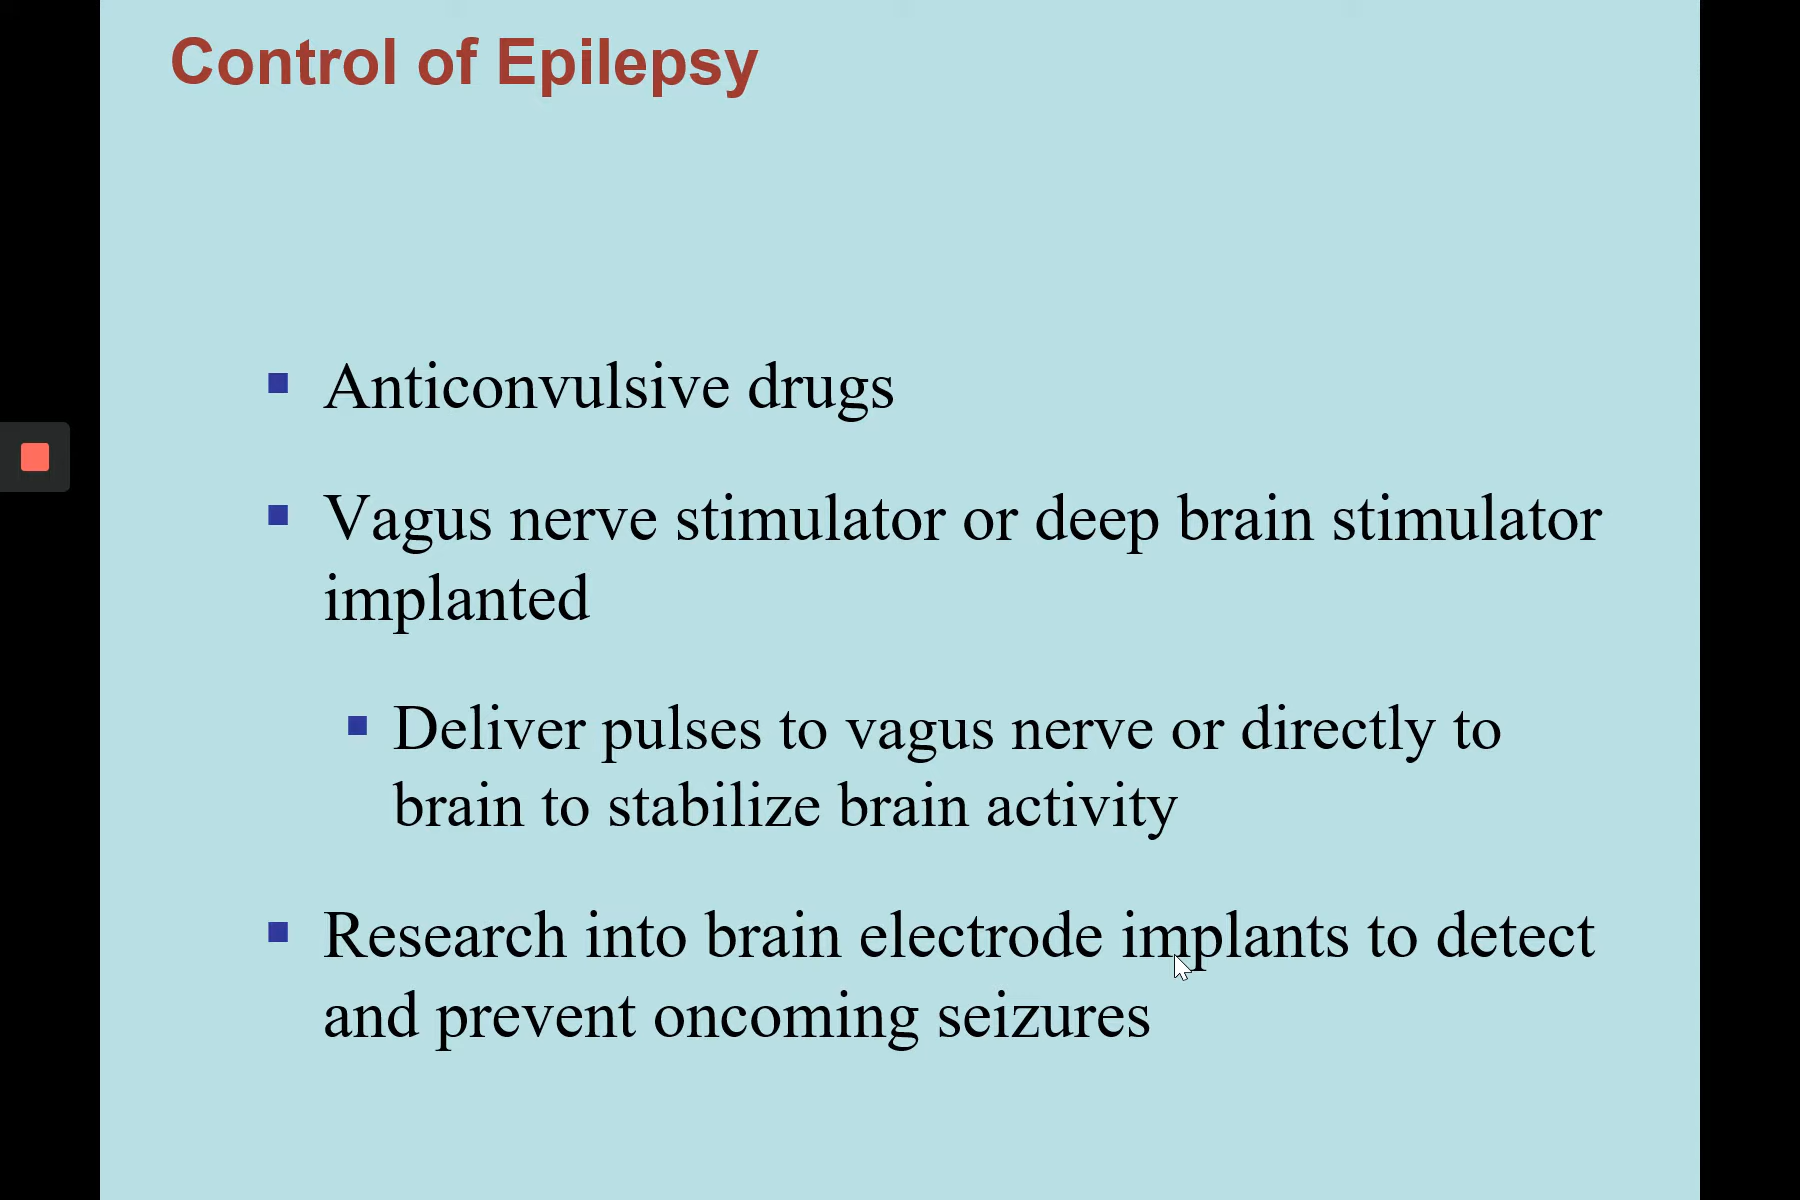 Control of Epilepsy
Anticonvulsive drugs
Vagus nerve stimulator or deep brain stimulator
implanted
Deliver pulses to vagus nerve or directly to
brain to stabilize brain activity
Research into brain electrode implants to detect
and prevent oncoming seizures